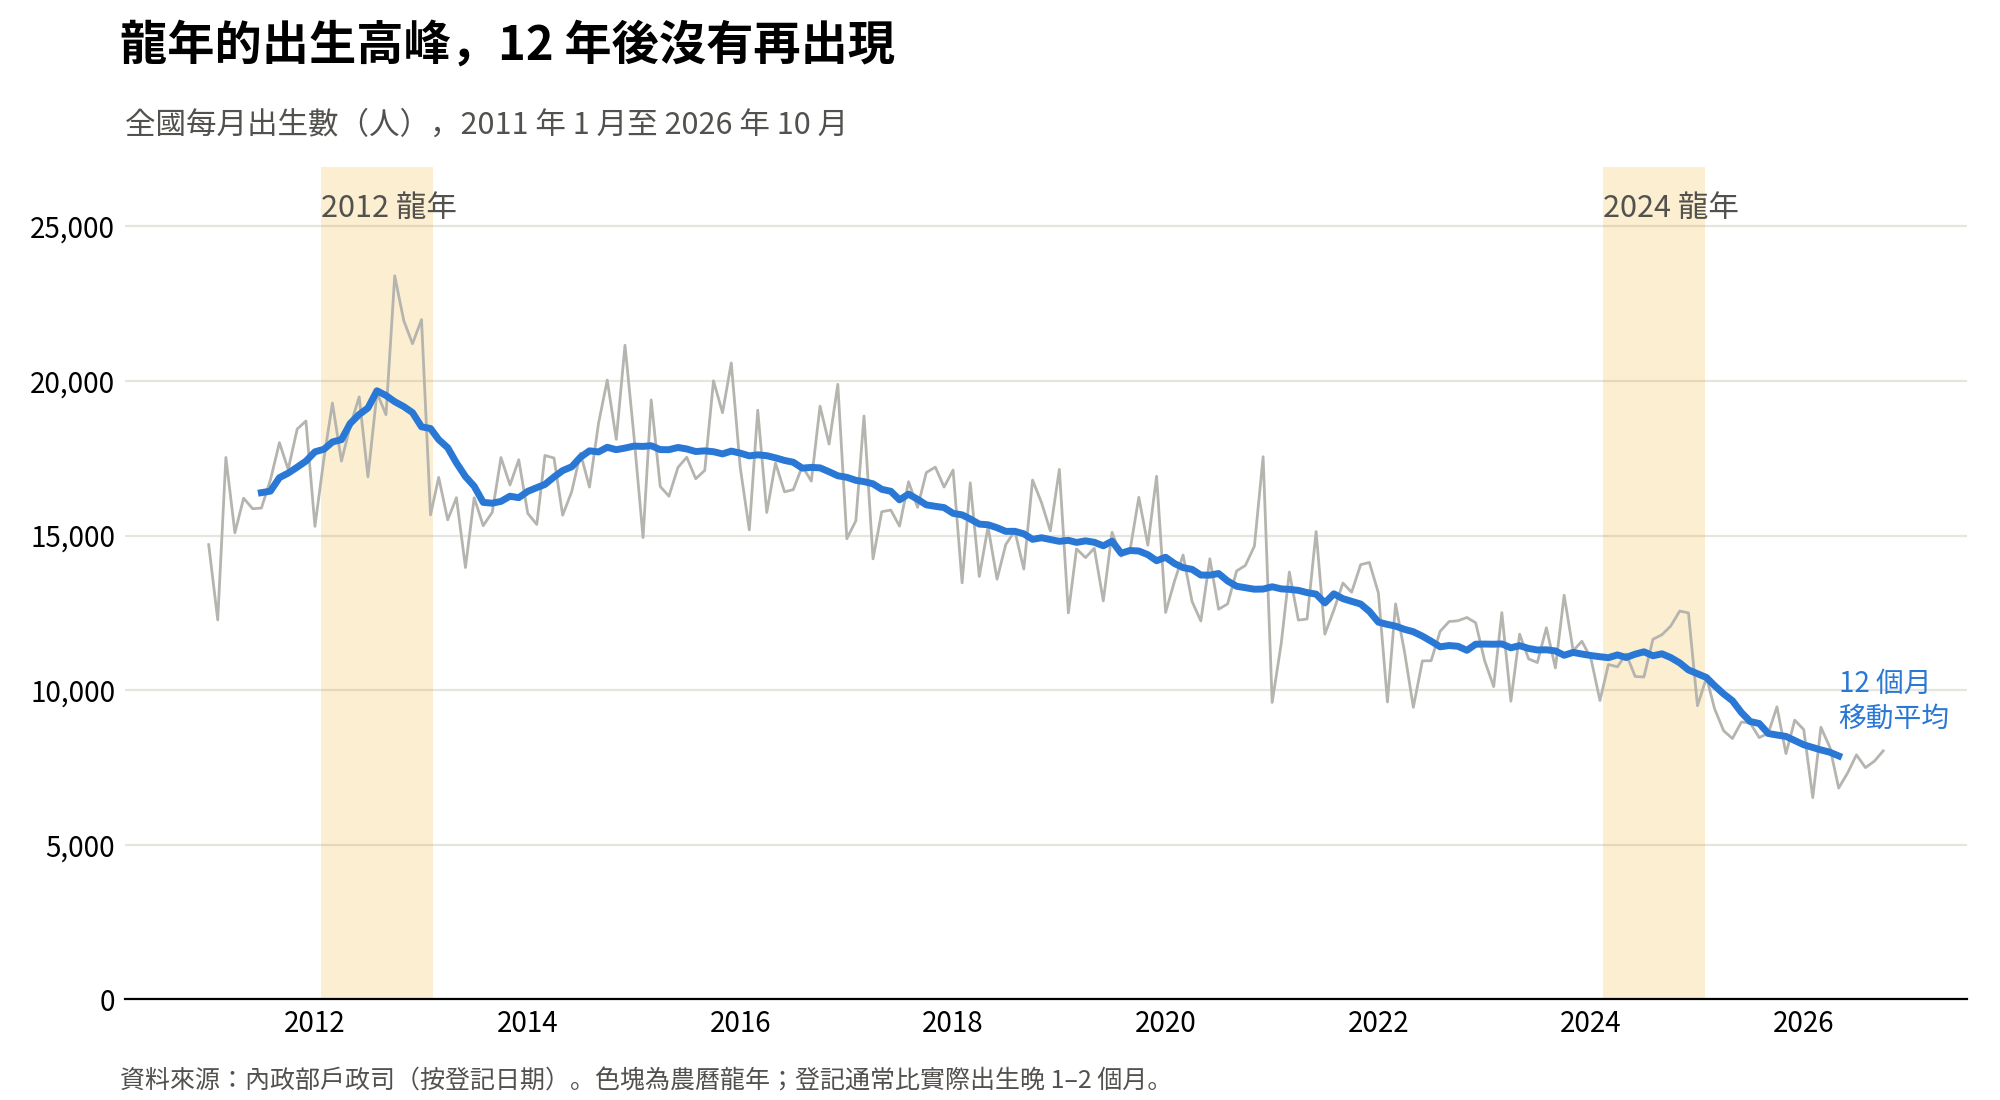 龍年的出生高峰，12 年後沒有再出現
全國每月出生數（人），2011 年 1 月至 2026 年 10 月
2012 龍年
2024 龍年
25,000
20,000
15,000
10,000
5,000
0
12 個月
移動平均
2012
2014
2016
2018
2020
2022
2024
2026
資料來源：內政部戶政司（按登記日期）。色塊為農曆龍年；登記通常比實際出生晚 1–2 個月。